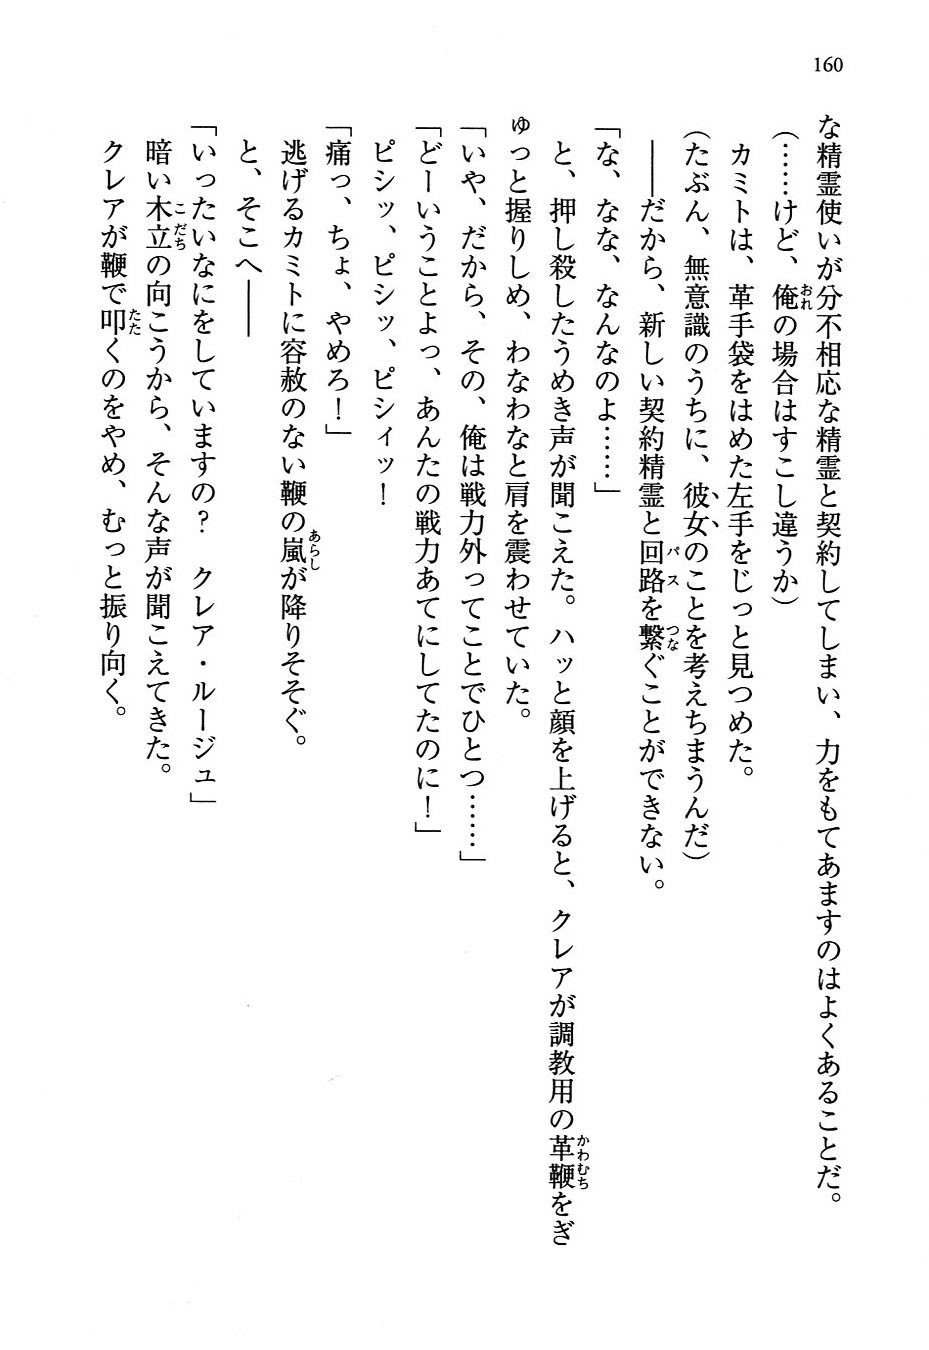 160
な精霊使いが分不相応な精霊と契約してしまい、力をもてあますのはよくあることだ。
(……けど、俺の場合はすこし違うか)
カミトは、革手袋をはめた左手をじっと見つめた。
(たぶん、無意識のうちに、彼女のことを考えちまうんだ)
――だから、新しい契約精霊と回路を繋ぐことができない。
「な、なな、なんなのよ……」
と、押し殺したうめき声が聞こえた。ハッと顔を上げると、クレアが調教用の革鞭をぎ
ゅっと握りしめ、わなわなと肩を震わせていた。
「いや、だから、その、俺は戦力外ってことでひとつ……」
「どーいうことよっ、あんたの戦力あてにしてたのに！」
ピシッ、ピシッ、ピシィッ！
「痛っ、ちょ、やめろ！」
逃げるカミトに容赦のない鞭の嵐が降りそそぐ。
と、そこへ――
「いったいなにをしていますの？　クレア・ルージュ」
暗い木立の向こうから、そんな声が聞こえてきた。
クレアが鞭で叩くのをやめ、むっと振り向く。